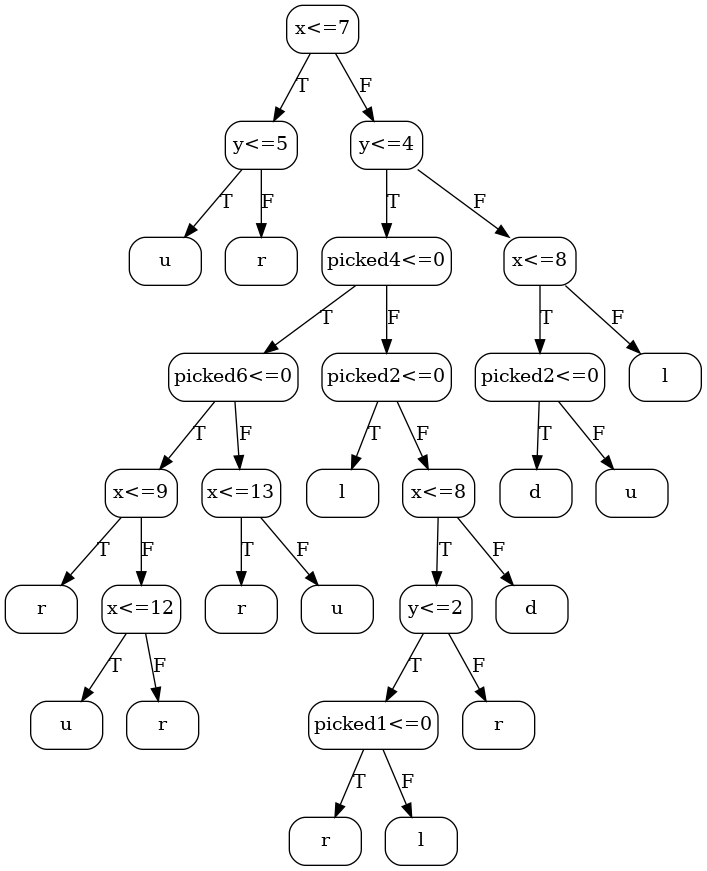 x<=7
T
F
y<=5
y<=4
T
F
T
F
u
r
picked4<=0
x<=8
T
F
T
F
picked6<=0
picked2<=0
picked2<=0
l
T
F
T
F
T
F
x<=9
x<=13
l
x<=8
d
u
T
F
T
F
T
F
r
x<=12
r
u
y<=2
d
T
F
T
F
u
r
picked1<=0
r
T
F
r
l